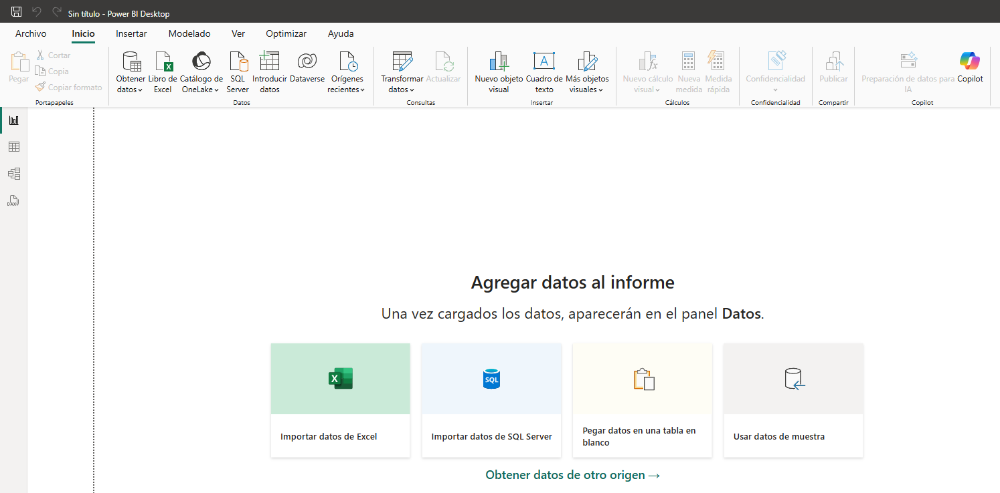 Sin título - Power BI Desktop
Archivo Inicio Insertar Modelado Ver Optimizar Ayuda
Pegar
Cortar
Copia
Copiar formato
Portapapeles
Obtener datos
Libro de Excel
Catálogo de OneLake
SQL Server
Introducir datos
Dataverse
Orígenes recientes
Datos
Transformar datos
Actualizar
Consultas
Nuevo objeto visual
Cuadro de texto
Más objetos visuales
Insertar
Nuevo cálculo visual
Nueva medida
Medida rápida
Cálculos
Confidencialidad
Confidencialidad
Publicar
Compartir
Preparación de datos para IA
Copilot
Copilot
DAX
Agregar datos al informe
Una vez cargados los datos, aparecerán en el panel Datos.
X
SQL
Importar datos de Excel
Importar datos de SQL Server
Pegar datos en una tabla en
blanco
Usar datos de muestra
Obtener datos de otro origen →